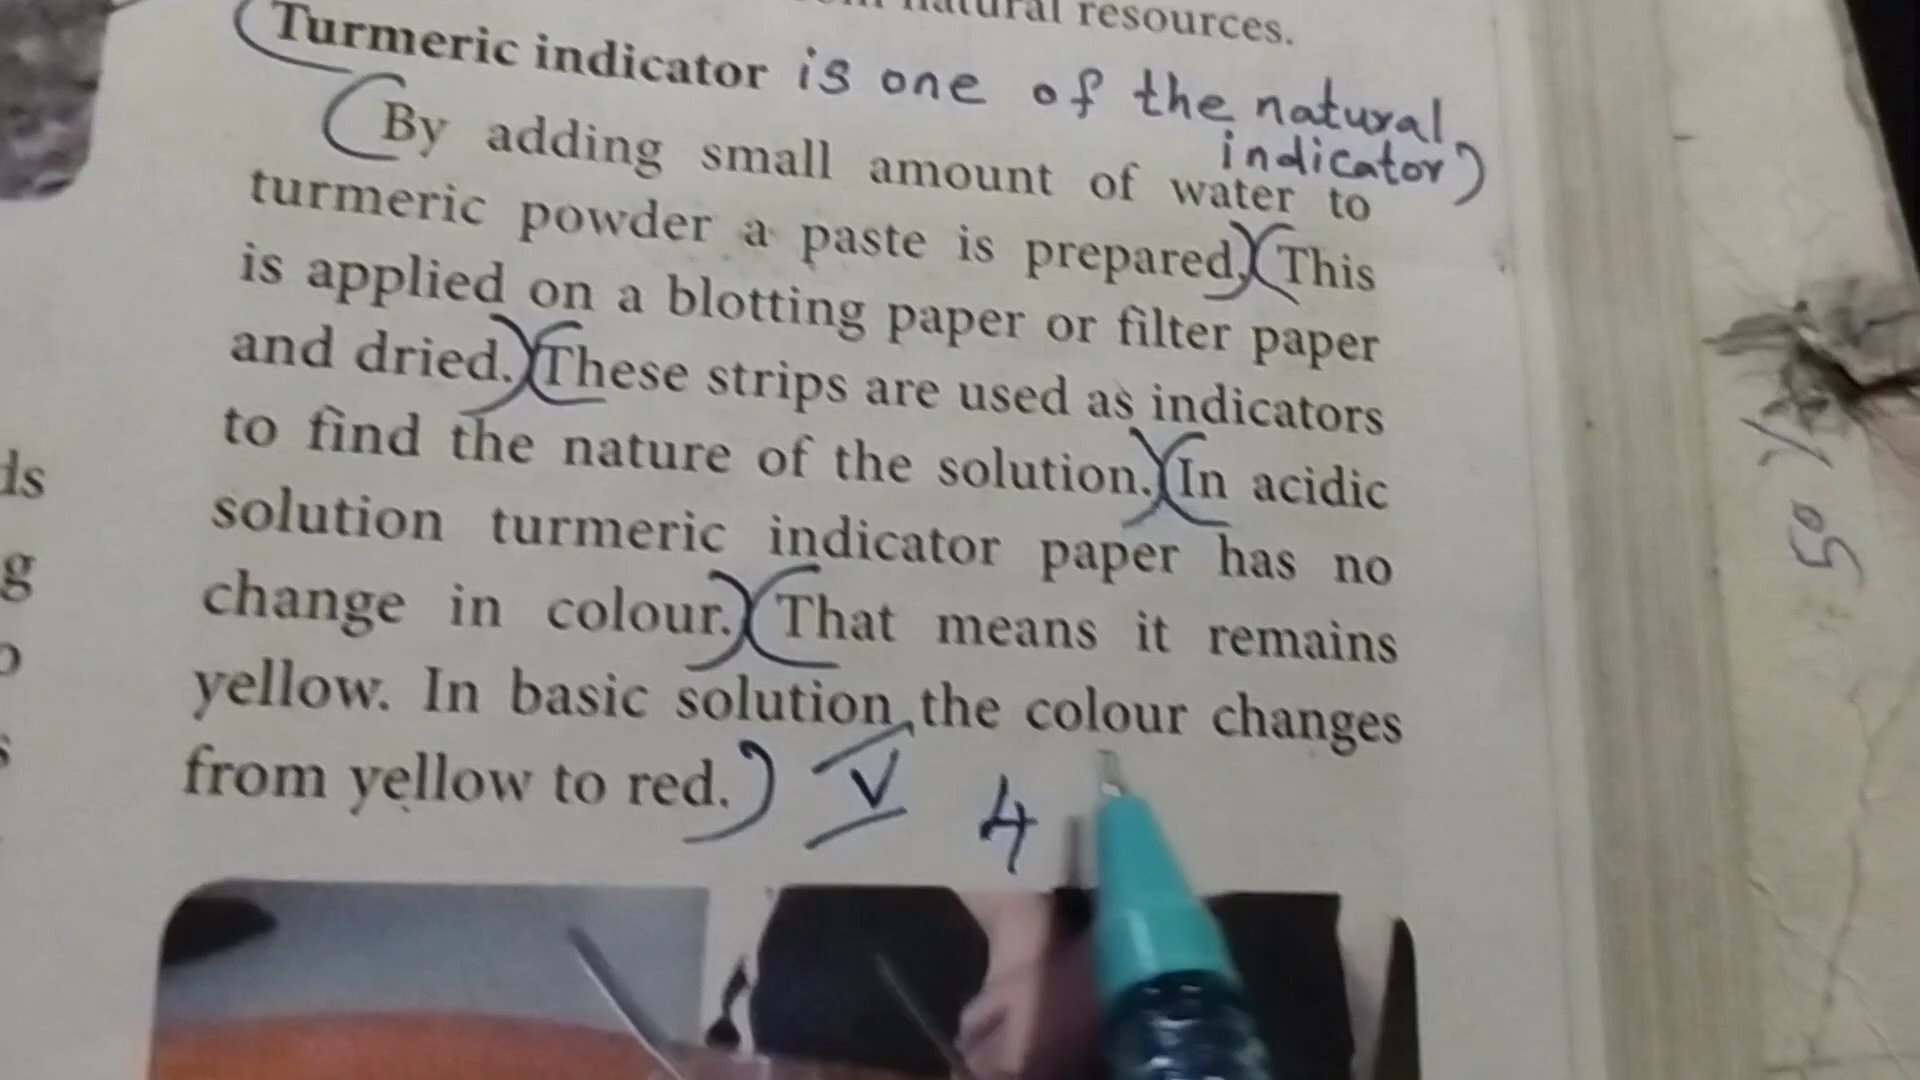 natural resources.
Turmeric indicator is one of the natural
indicator)
(By adding small amount of water to
turmeric powder a paste is prepared.)(This
is applied on a blotting paper or filter paper
and dried.)(These strips are used as indicators
to find the nature of the solution.)(In acidic
solution turmeric indicator paper has no
change in colour.)(That means it remains
yellow. In basic solution, the colour changes
from yellow to red.) V 4
ds
g
s
50 %